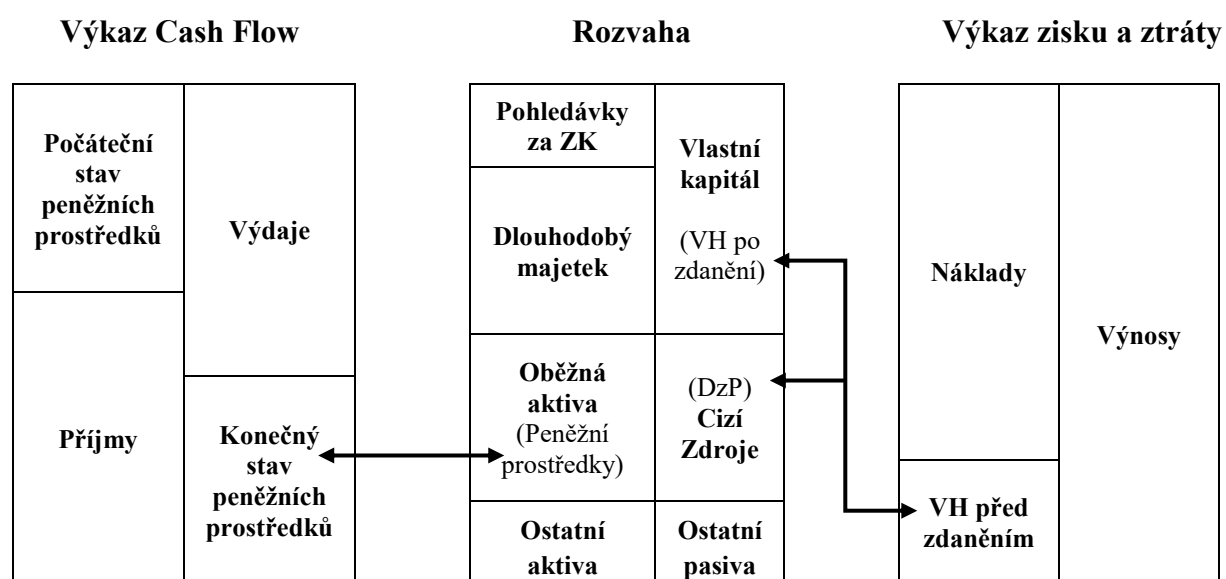 Výkaz Cash Flow
Rozvaha
Výkaz zisku a ztráty
Počáteční
stav
peněžních
prostředků
Příjmy
Výdaje
Konečný
stav
peněžních
prostředků
Pohledávky
za ZK
Dlouhodobý
majetek
Oběžná
aktiva
(Peněžní
prostředky)
Ostatní
aktiva
Vlastní
kapitál
(VH po
zdanění)
(DzP)
Cizí
Zdroje
Ostatní
pasiva
Náklady
VH před
zdaněním
Výnosy